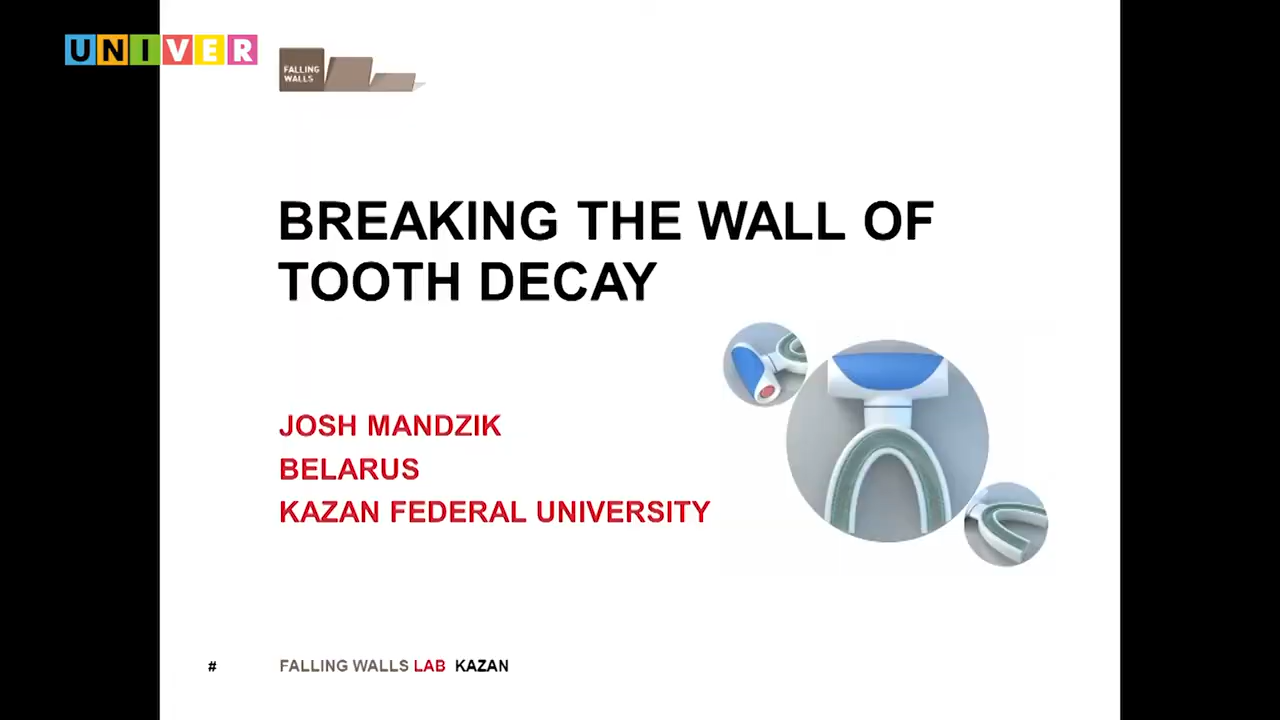 UNIVER
FALLING
WALLS
BREAKING THE WALL OF
TOOTH DECAY
JOSH MANDZIK
BELARUS
KAZAN FEDERAL UNIVERSITY
# FALLING WALLS LAB KAZAN